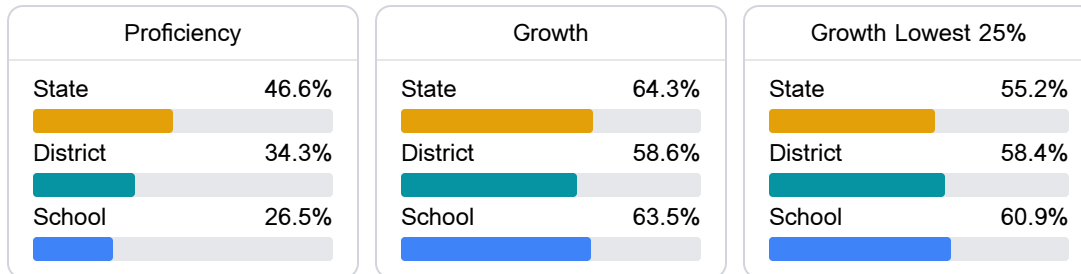 Proficiency
State 46.6%
District 34.3%
School 26.5%
Growth
State 64.3%
District 58.6%
School 63.5%
Growth Lowest 25%
State 55.2%
District 58.4%
School 60.9%